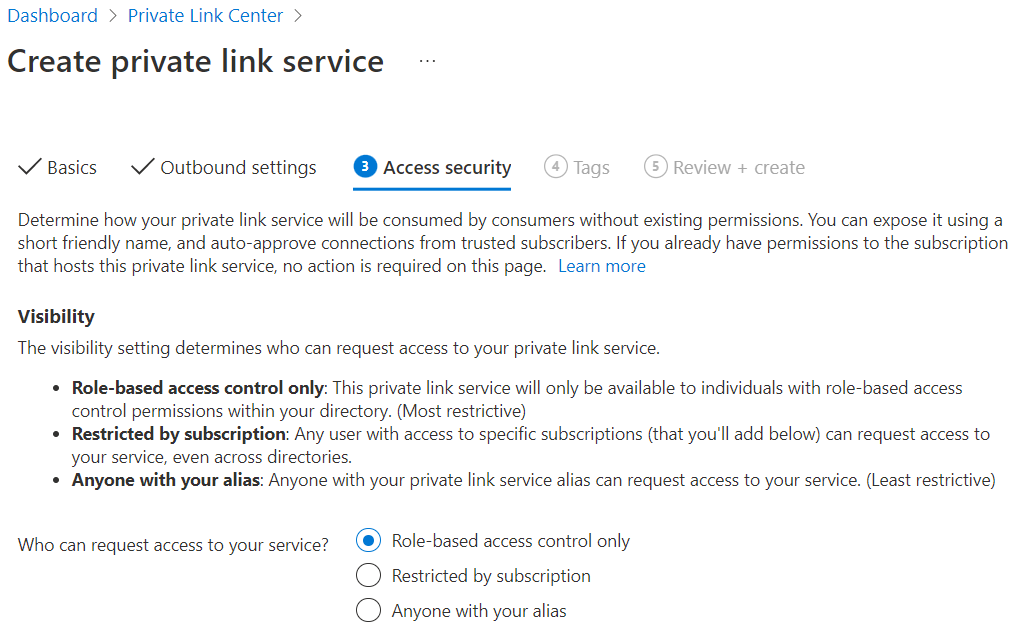 Dashboard > Private Link Center >
Create private link service ...
Basics Outbound settings 3 Access security 4 Tags 5 Review + create
Determine how your private link service will be consumed by consumers without existing permissions. You can expose it using a
short friendly name, and auto-approve connections from trusted subscribers. If you already have permissions to the subscription
that hosts this private link service, no action is required on this page. Learn more
Visibility
The visibility setting determines who can request access to your private link service.
• Role-based access control only: This private link service will only be available to individuals with role-based access
control permissions within your directory. (Most restrictive)
• Restricted by subscription: Any user with access to specific subscriptions (that you'll add below) can request access to
your service, even across directories.
• Anyone with your alias: Anyone with your private link service alias can request access to your service. (Least restrictive)
Who can request access to your service? Role-based access control only
Restricted by subscription
Anyone with your alias